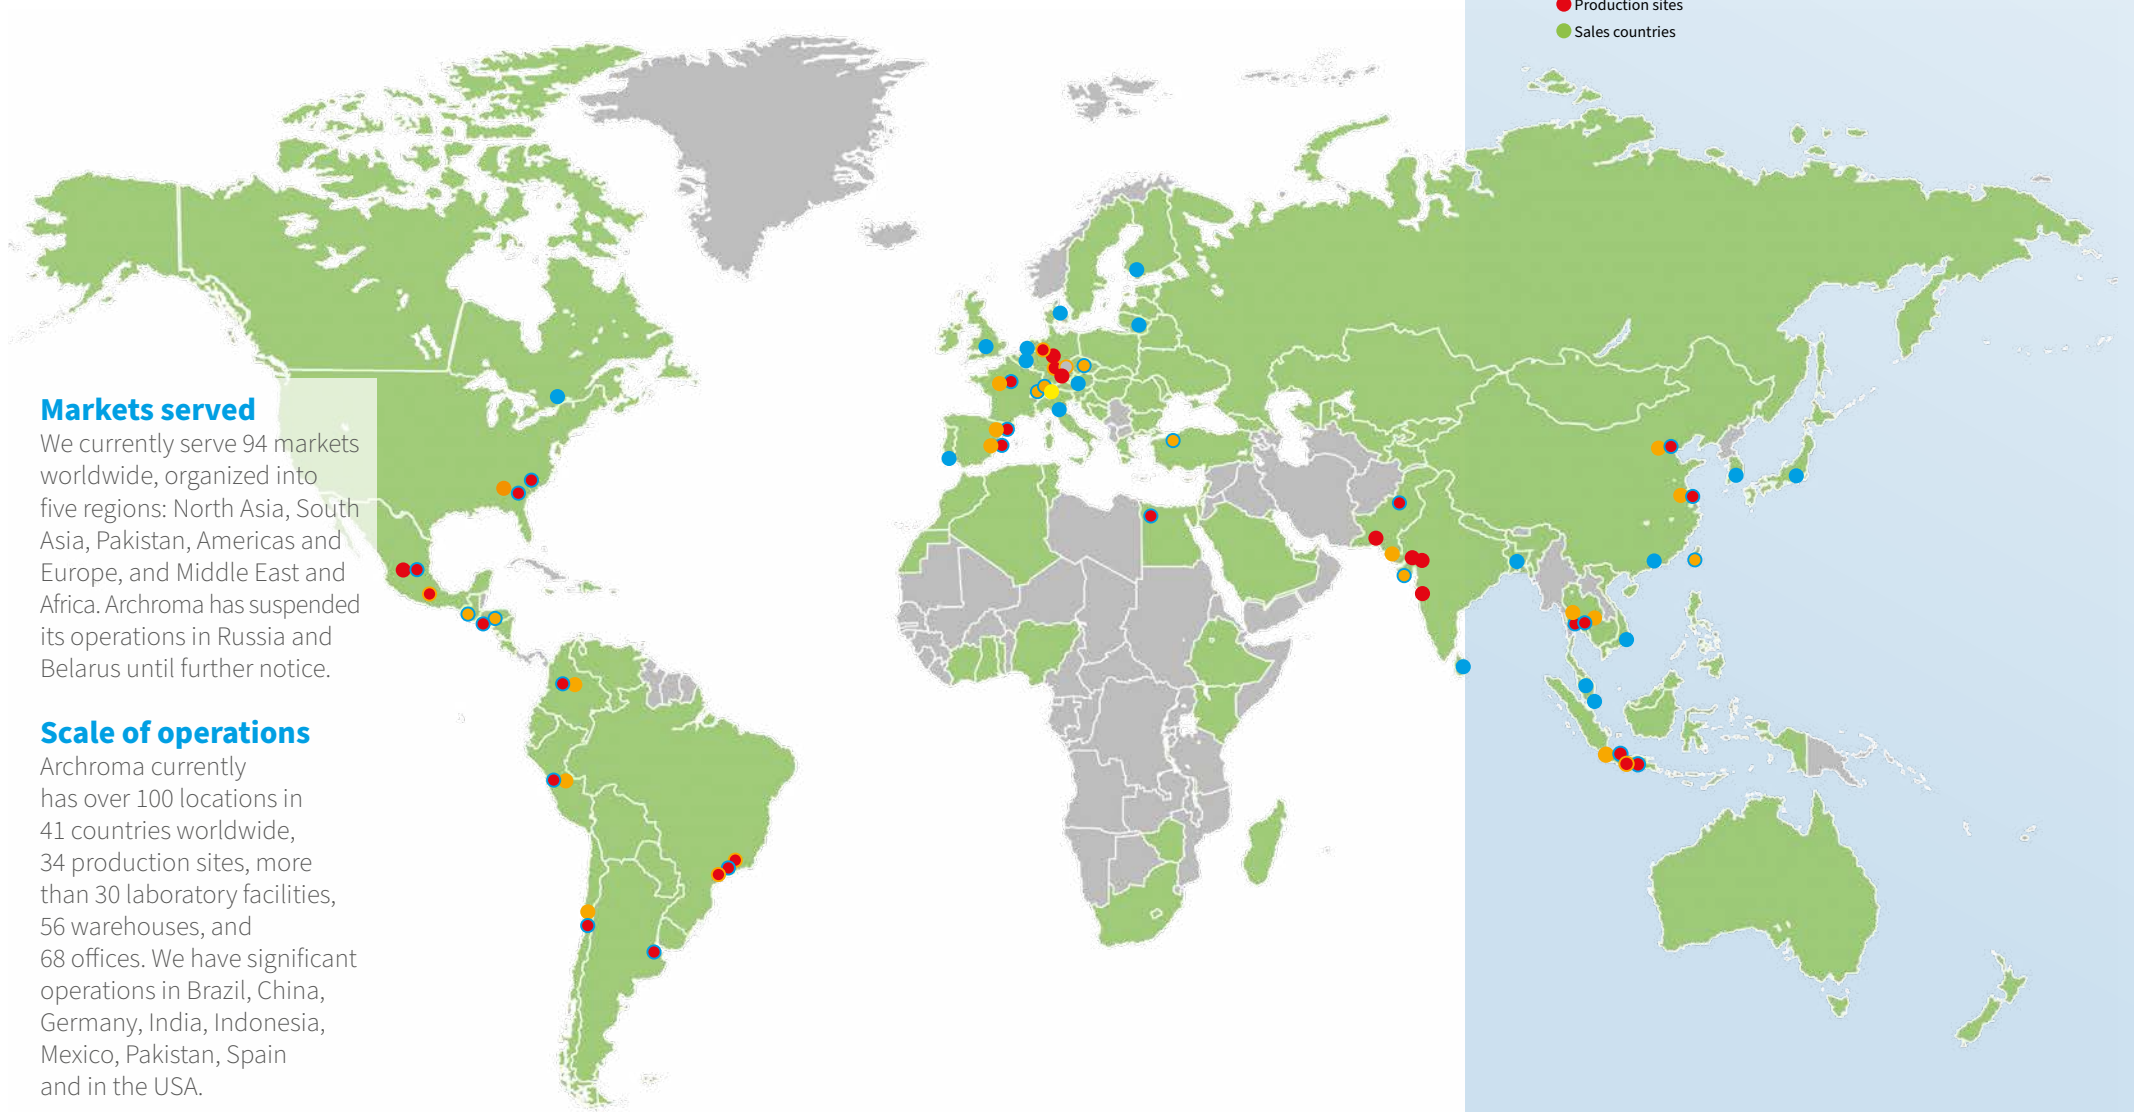 Production sites
Sales countries
Markets served
We currently serve 94 markets
worldwide, organized into
five regions: North Asia, South
Asia, Pakistan, Americas and
Europe, and Middle East and
Africa. Archroma has suspended
its operations in Russia and
Belarus until further notice.
Scale of operations
Archroma currently
has over 100 locations in
41 countries worldwide,
34 production sites, more
than 30 laboratory facilities,
56 warehouses, and
68 offices. We have significant
operations in Brazil, China,
Germany, India, Indonesia,
Mexico, Pakistan, Spain
and in the USA.